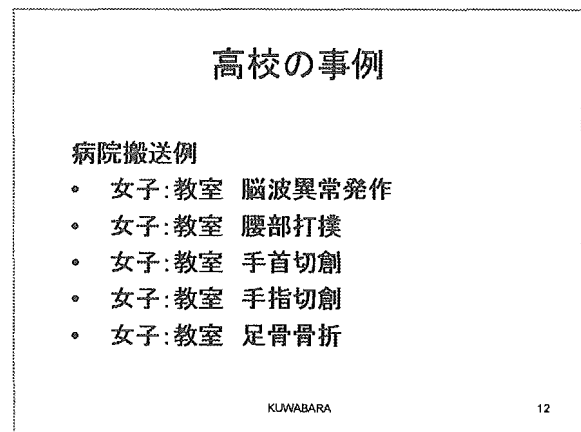 高校の事例
病院搬送例
• 女子:教室 脳波異常発作
• 女子:教室 腰部打撲
• 女子:教室 手首切創
• 女子:教室 手指切創
• 女子:教室 足骨骨折
KUWABARA 12